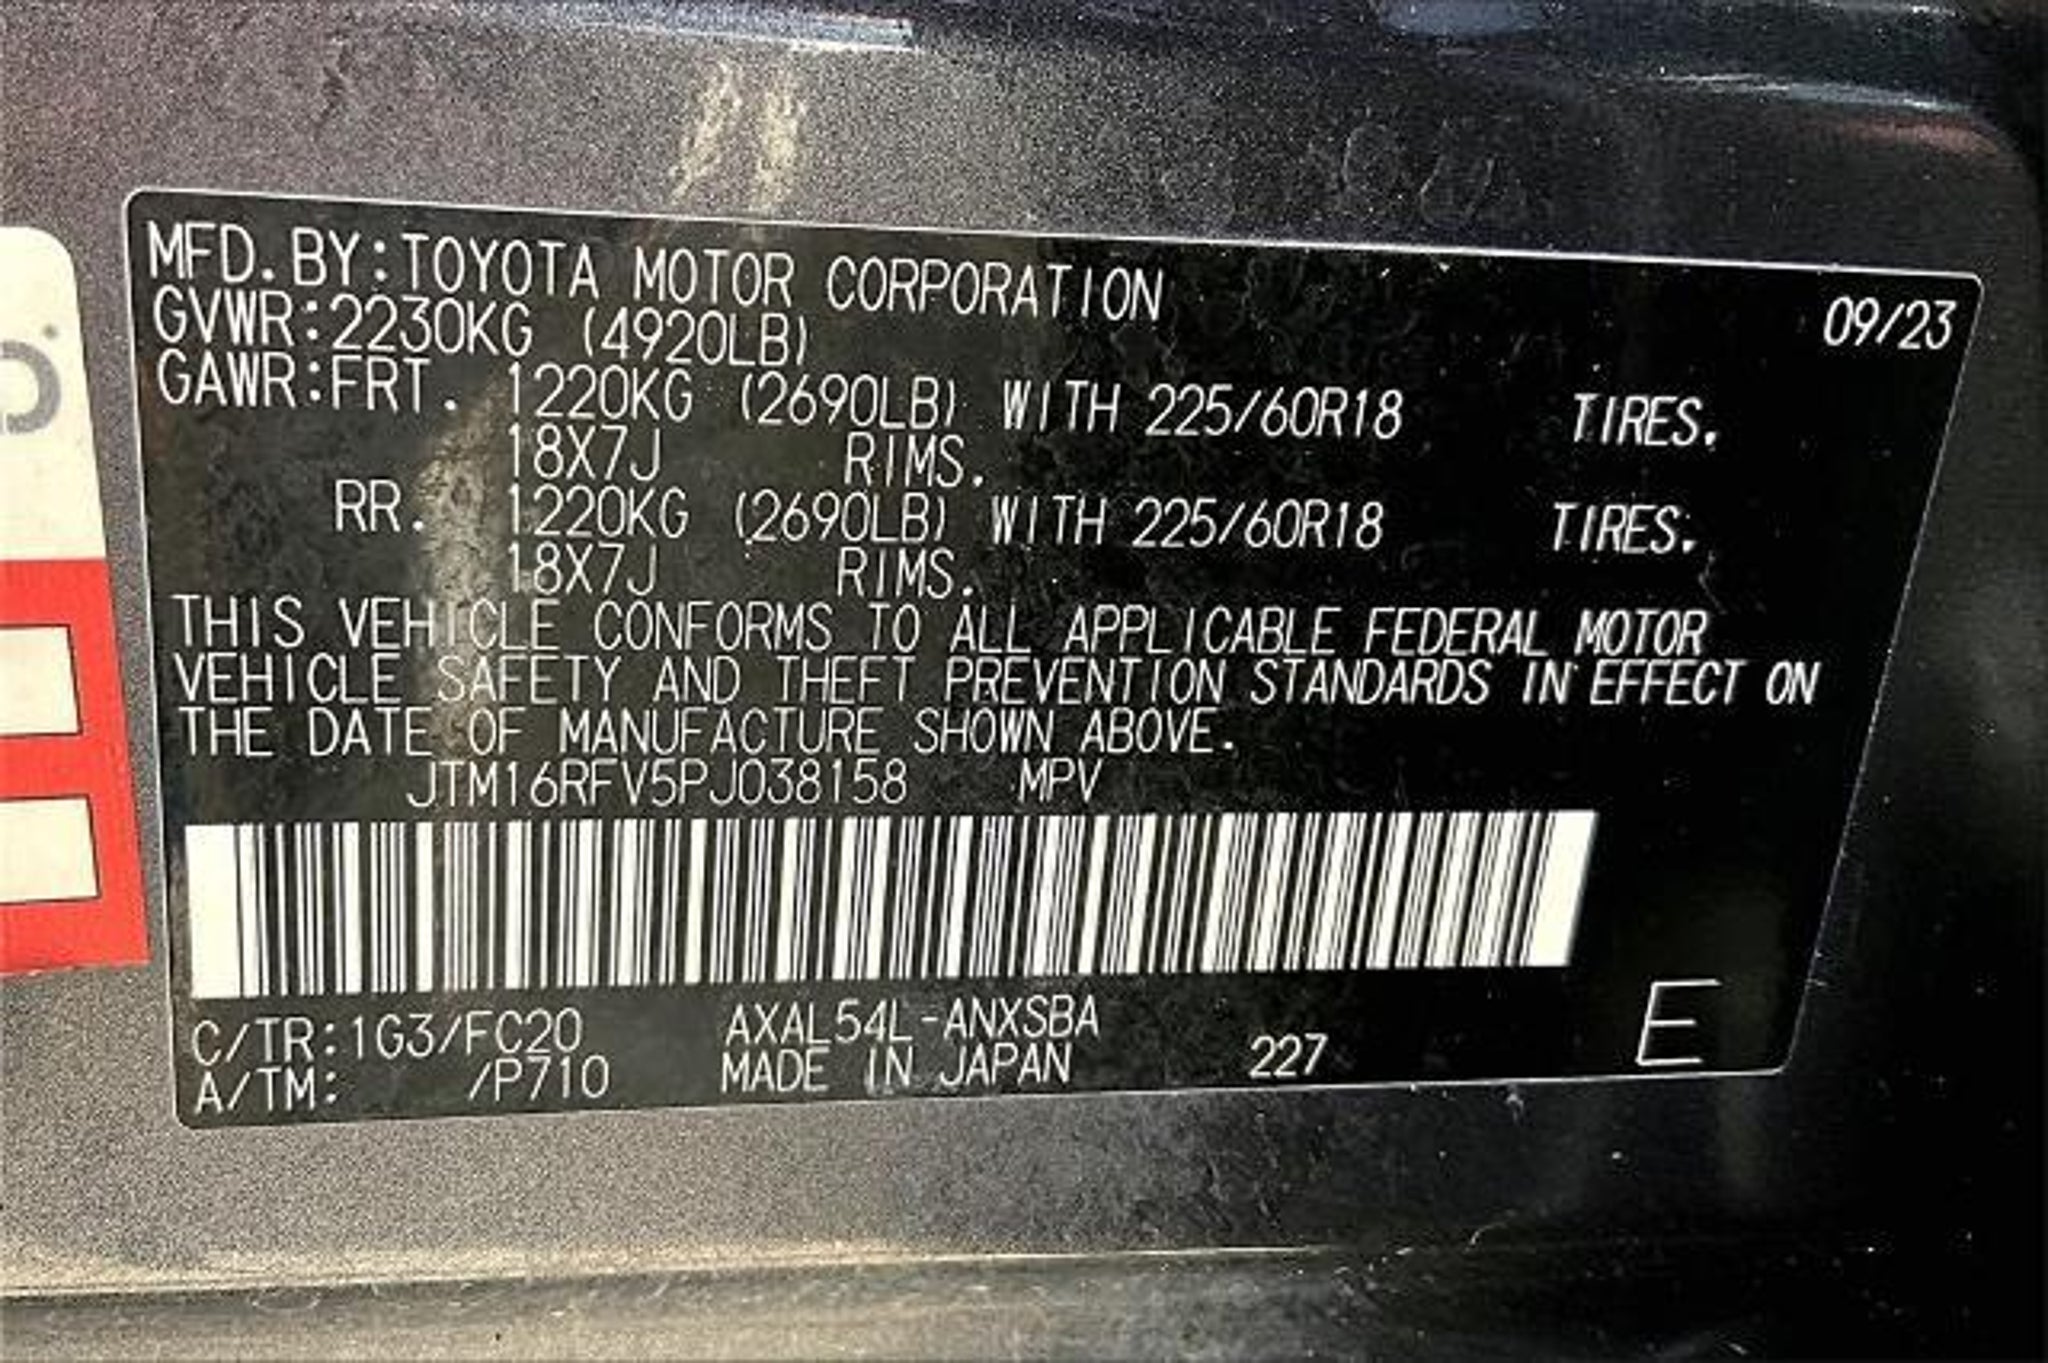 MFD.BY:TOYOTA MOTOR CORPORATION 09/23
GVWR:2230KG (4920LB)
GAWR:FRT. 1220KG (2690LB) WITH 225/60R18 TIRES.
18X7J RIMS.
RR. 1220KG (2690LB) WITH 225/60R18 TIRES.
18X7J RIMS.
THIS VEHICLE CONFORMS TO ALL APPLICABLE FEDERAL MOTOR
VEHICLE SAFETY AND THEFT PREVENTION STANDARDS IN EFFECT ON
THE DATE OF MANUFACTURE SHOWN ABOVE.
JTM16RFV5PJ038158 MPV
C/TR:1G3/FC20 AXAL54L-ANXSBA
A/TM: /P710 MADE IN JAPAN 227 E